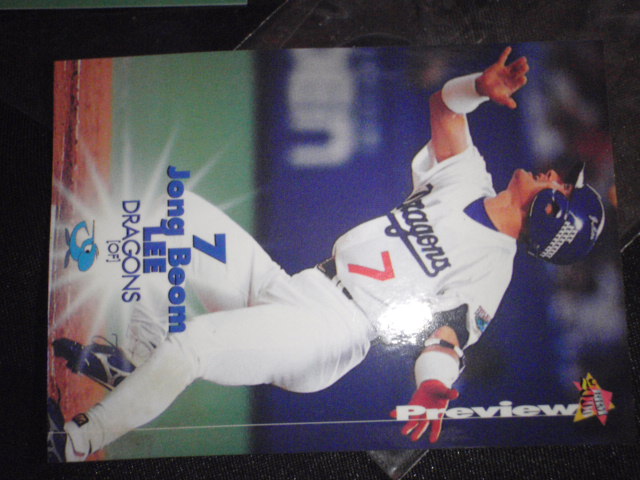 7
Jong Beom
LEE
DRAGONS
[OF]
Dragons
7
Preview